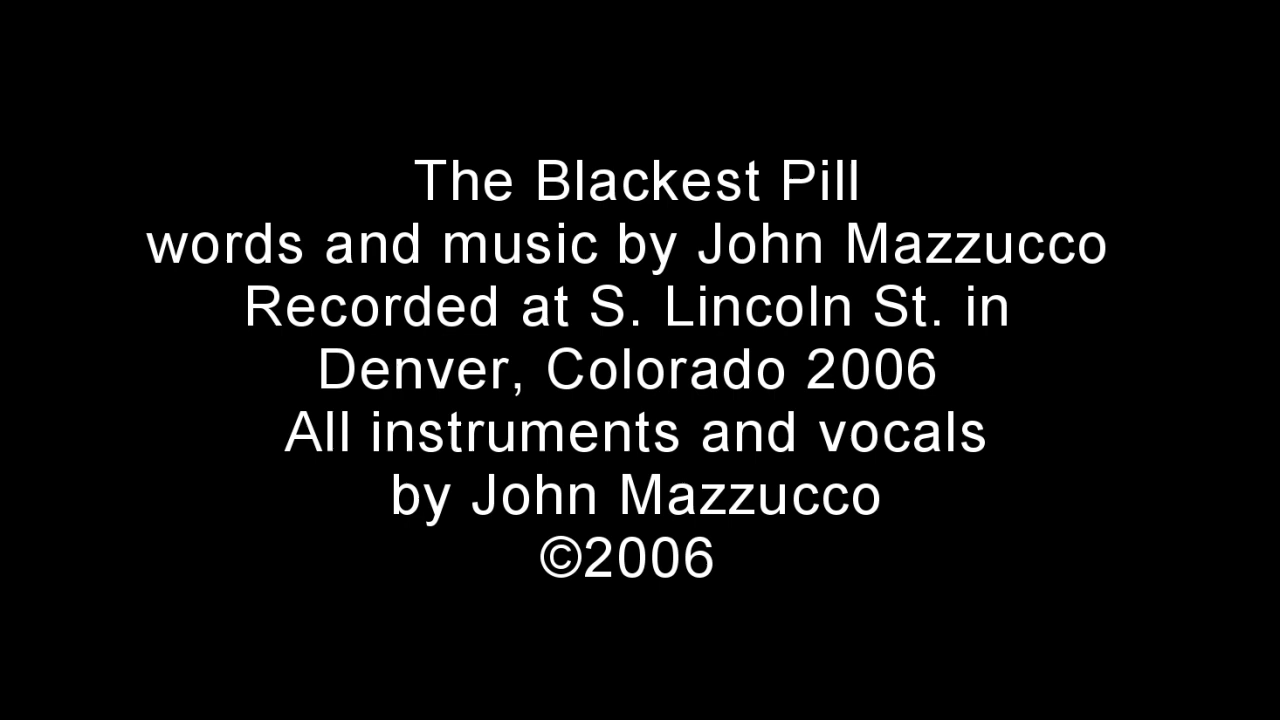 The Blackest Pill
words and music by John Mazzucco
Recorded at S. Lincoln St. in
Denver, Colorado 2006
All instruments and vocals
by John Mazzucco
©2006